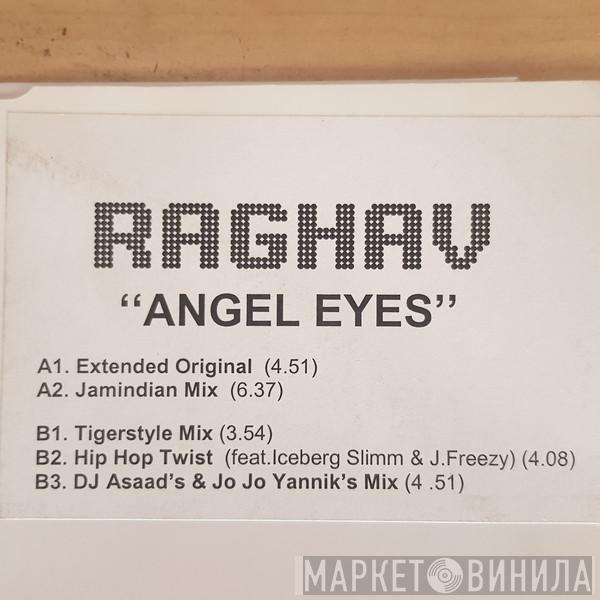 RAGHAV
“ANGEL EYES”
A1. Extended Original (4.51)
A2. Jamindian Mix (6.37)
B1. Tigerstyle Mix (3.54)
B2. Hip Hop Twist (feat.Iceberg Slimm & J.Freezy) (4.08)
B3. DJ Asaad’s & Jo Jo Yannik’s Mix (4 .51)
МАРКЕТ ВИНИЛА